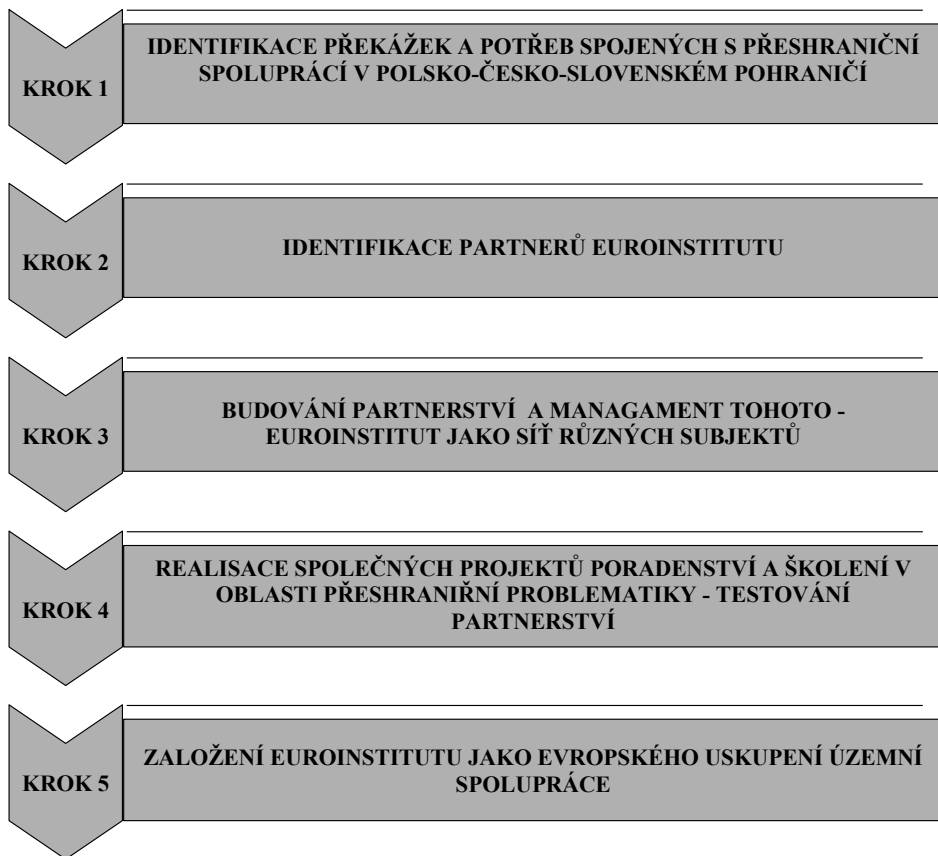 KROK 1
IDENTIFIKACE PŘEKÁŽEK A POTŘEB SPOJENÝCH S PŘESHRANIČNÍ
SPOLUPRÁCÍ V POLSKO-ČESKO-SLOVENSKÉM POHRANIČÍ
KROK 2
IDENTIFIKACE PARTNERŮ EUROINSTITUTU
KROK 3
BUDOVÁNÍ PARTNERSTVÍ A MANAGAMENT TOHOTO -
EUROINSTITUT JAKO SÍŤ RŮZNÝCH SUBJEKTŮ
KROK 4
REALISACE SPOLEČNÝCH PROJEKTŮ PORADENSTVÍ A ŠKOLENÍ V
OBLASTI PŘESHRANIŘNÍ PROBLEMATIKY - TESTOVÁNÍ
PARTNERSTVÍ
KROK 5
ZALOŽENÍ EUROINSTITUTU JAKO EVROPSKÉHO USKUPENÍ ÚZEMNÍ
SPOLUPRÁCE